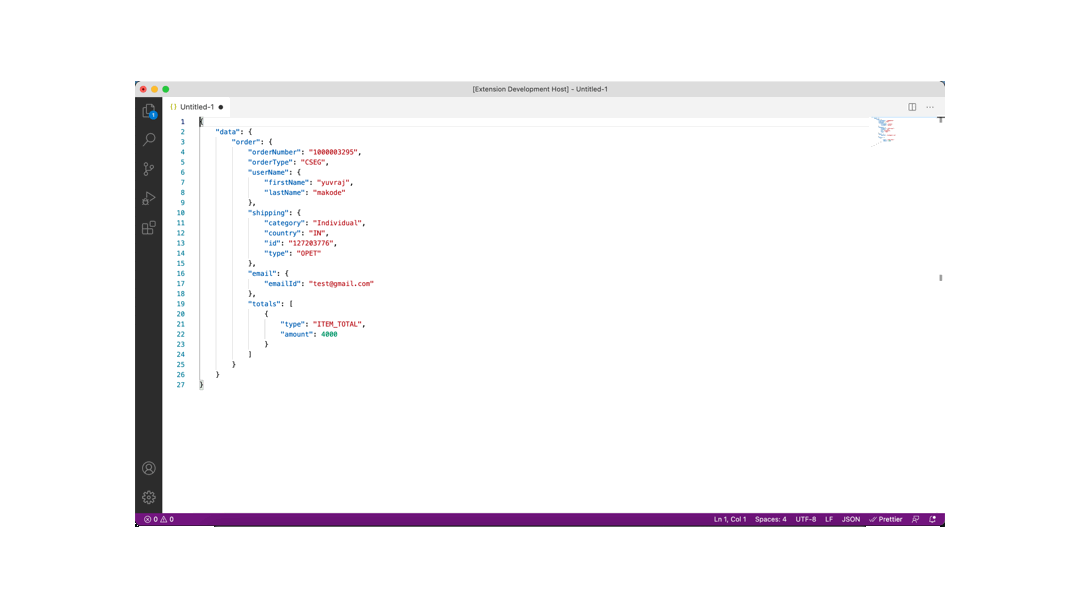 [Extension Development Host] - Untitled-1
{} Untitled-1 ●
1 {
2 "data": {
3 "order": {
4 "orderNumber": "1000003295",
5 "orderType": "CSEG",
6 "userName": {
7 "firstName": "yuvraj",
8 "lastName": "makode"
9 },
10 "shipping": {
11 "category": "Individual",
12 "country": "IN",
13 "id": "127203776",
14 "type": "OPET"
15 },
16 "email": {
17 "emailId": "test@gmail.com"
18 },
19 "totals": [
20 {
21 "type": "ITEM_TOTAL",
22 "amount": 4000
23 }
24 ]
25 }
26 }
27 }
1
0 0 Ln 1, Col 1 Spaces: 4 UTF-8 LF JSON Prettier